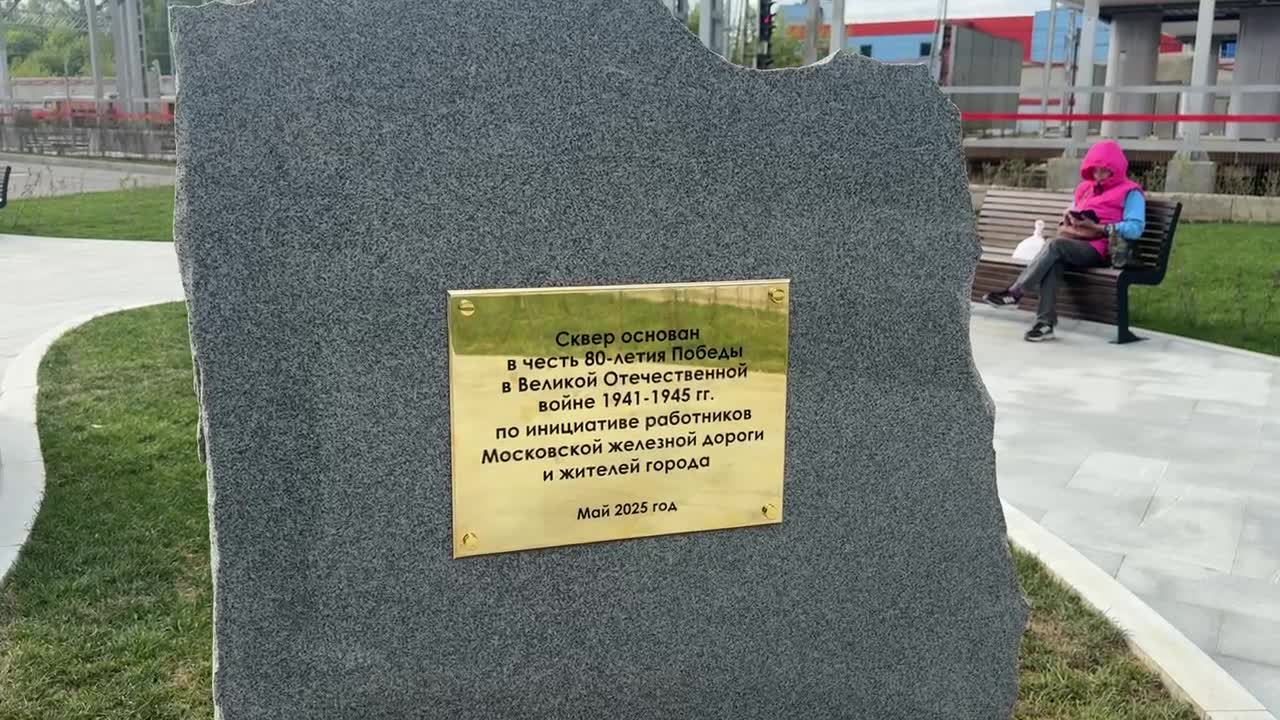 Сквер основан
в честь 80-летия Победы
в Великой Отечественной
войне 1941-1945 гг.
по инициативе работников
Московской железной дороги
и жителей города
Май 2025 год